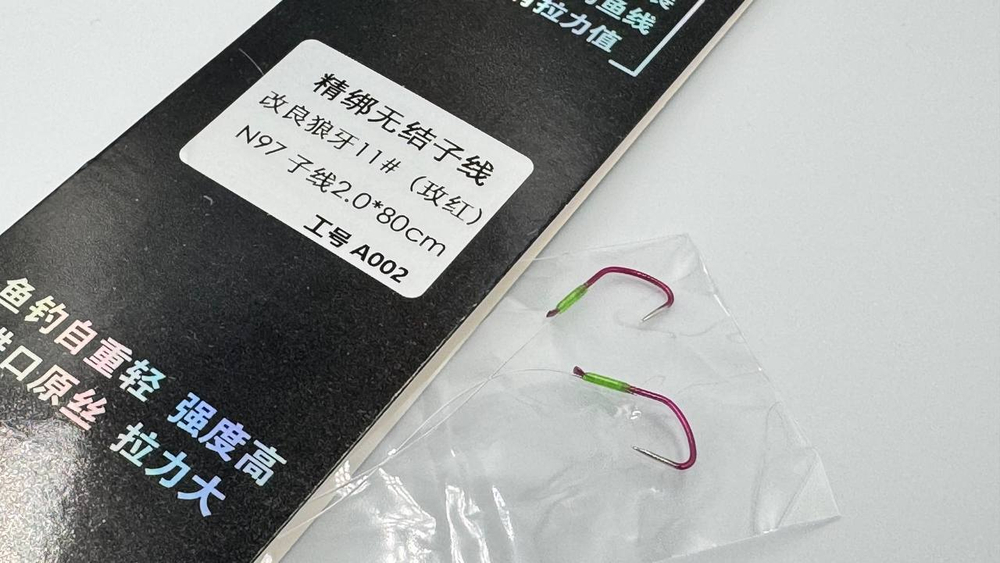 鱼线
拉力值
精绑无结子线
改良狼牙11#（玫红）
N97 子线2.0*80cm
工号 A002
鱼钓自重轻 强度高
口原丝 拉力大